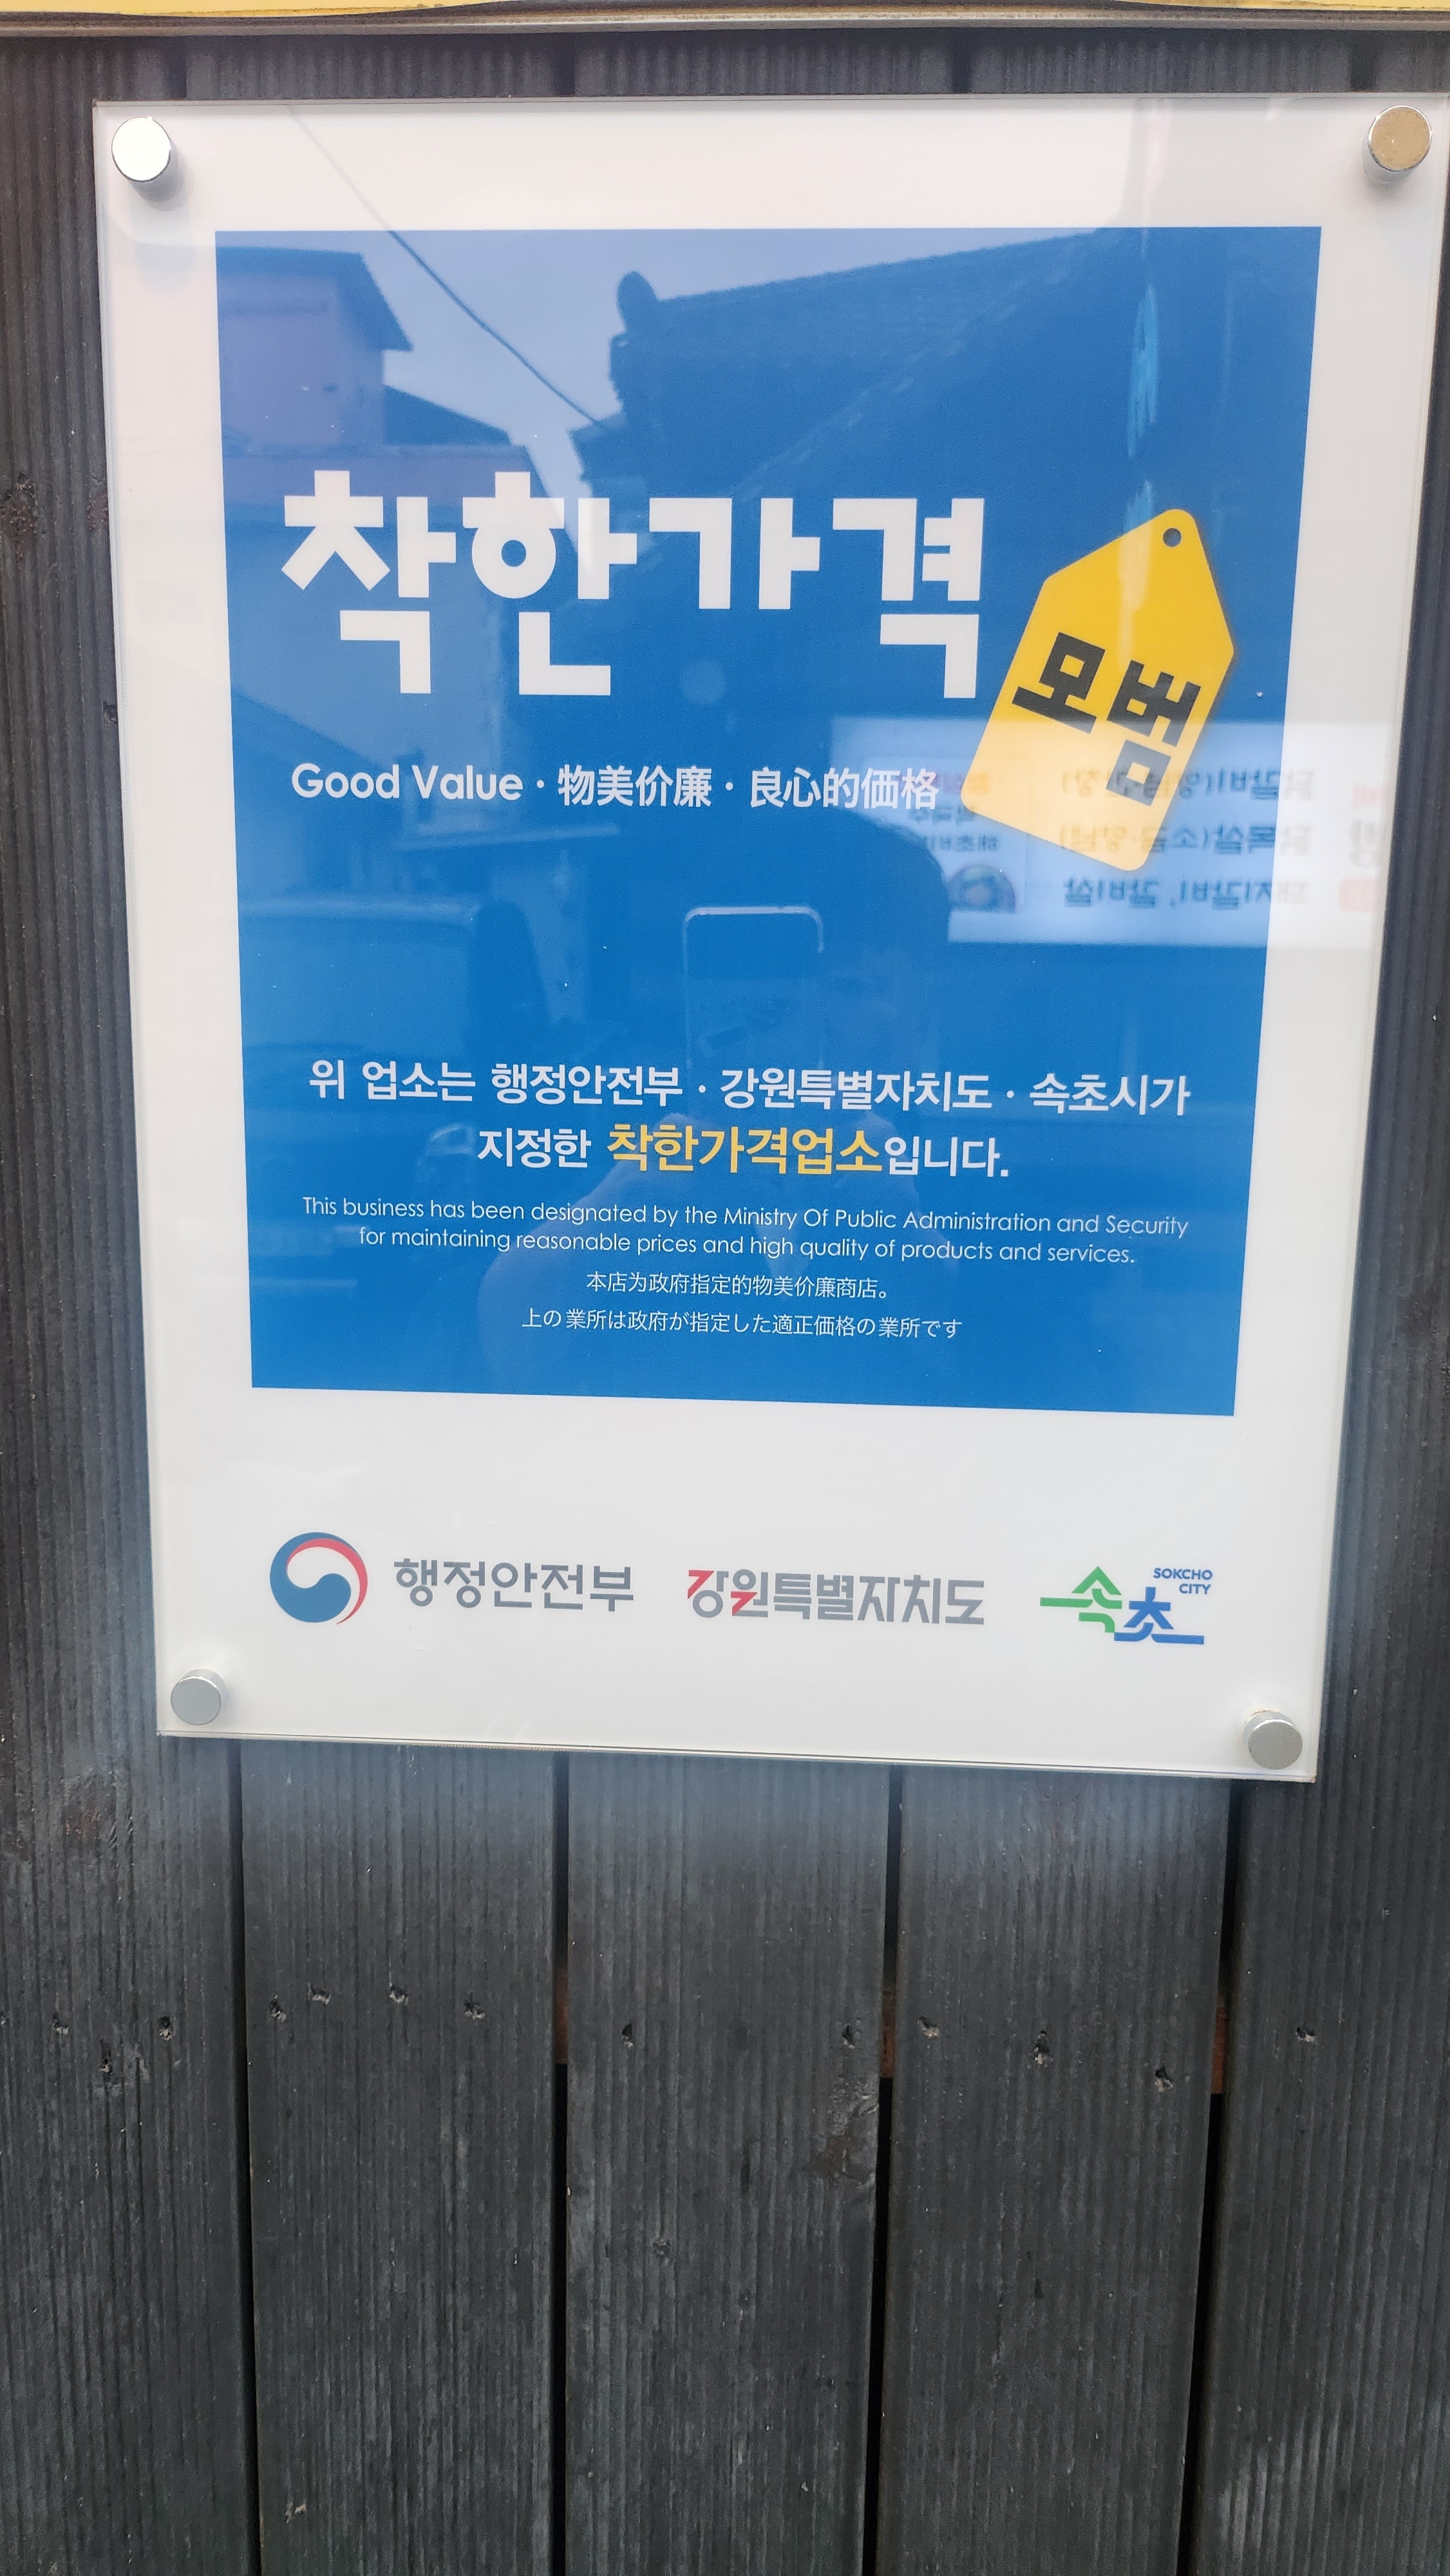 착한가격
모범
Good Value · 物美价廉 · 良心的価格
위 업소는 행정안전부 · 강원특별자치도 · 속초시가
지정한 착한가격업소입니다.
This business has been designated by the Ministry Of Public Administration and Security
for maintaining reasonable prices and high quality of products and services.
本店为政府指定的物美价廉商店。
上の業所は政府が指定した適正価格の業所です
행정안전부
강원특별자치도
속초
SOKCHO
CITY